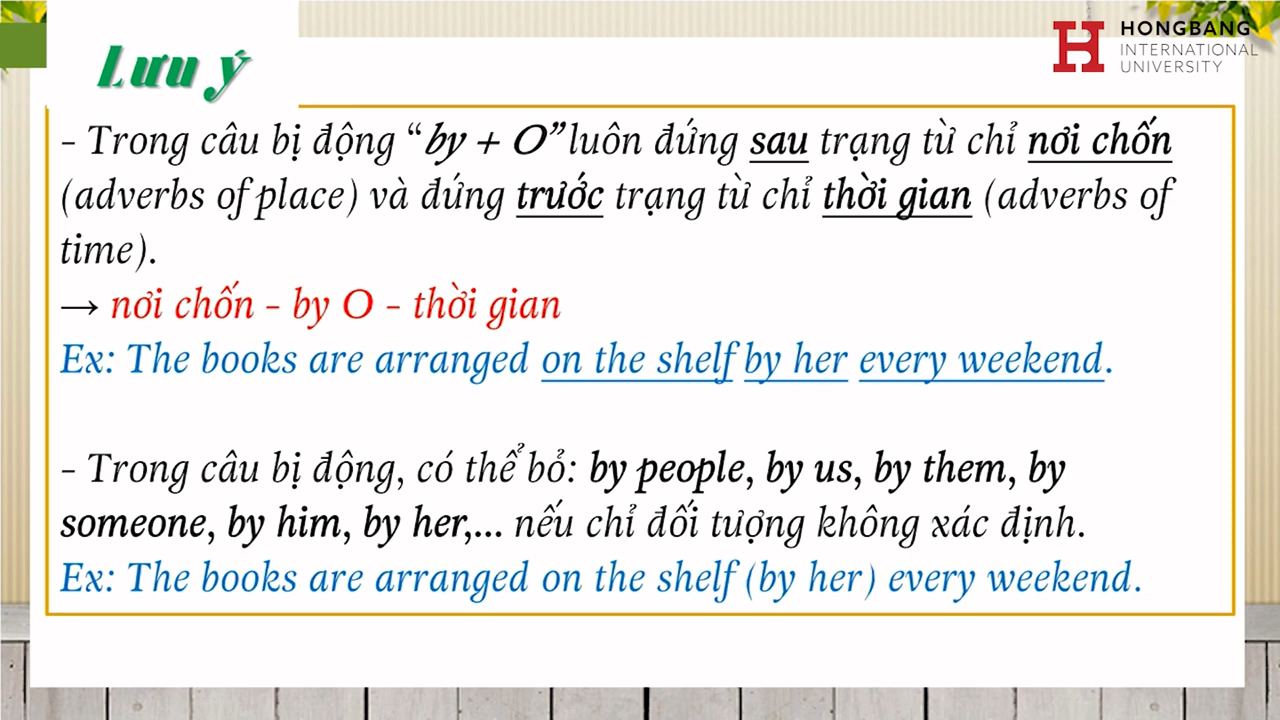 Lưu ý
HONGBANG
INTERNATIONAL
UNIVERSITY
- Trong câu bị động “by + O” luôn đứng sau trạng từ chỉ nơi chốn
(adverbs of place) và đứng trước trạng từ chỉ thời gian (adverbs of
time).
→ nơi chốn - by O - thời gian
Ex: The books are arranged on the shelf by her every weekend.
- Trong câu bị động, có thể bỏ: by people, by us, by them, by
someone, by him, by her,... nếu chỉ đối tượng không xác định.
Ex: The books are arranged on the shelf (by her) every weekend.